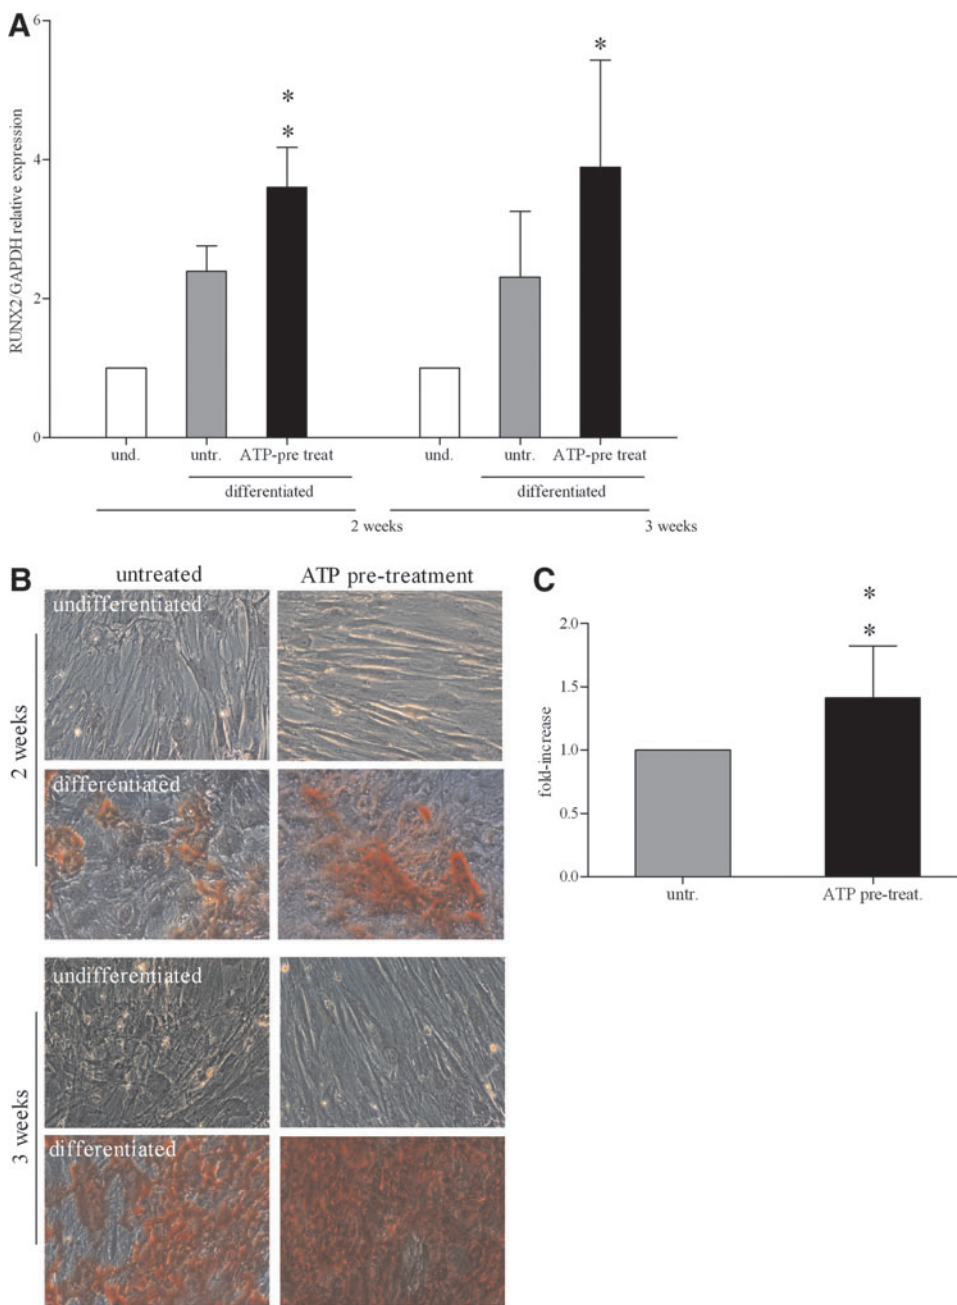 A
6
4
2
0
RUNX2/GAPDH relative expression
*
*
*
und.
untr.
ATP-pre treat
und.
untr.
ATP-pre treat
differentiated
differentiated
2 weeks
3 weeks
B
untreated
ATP pre-treatment
2 weeks
undifferentiated
differentiated
3 weeks
undifferentiated
differentiated
C
*
*
2.0
1.5
1.0
0.5
0.0
fold-increase
untr.
ATP pre-treat.